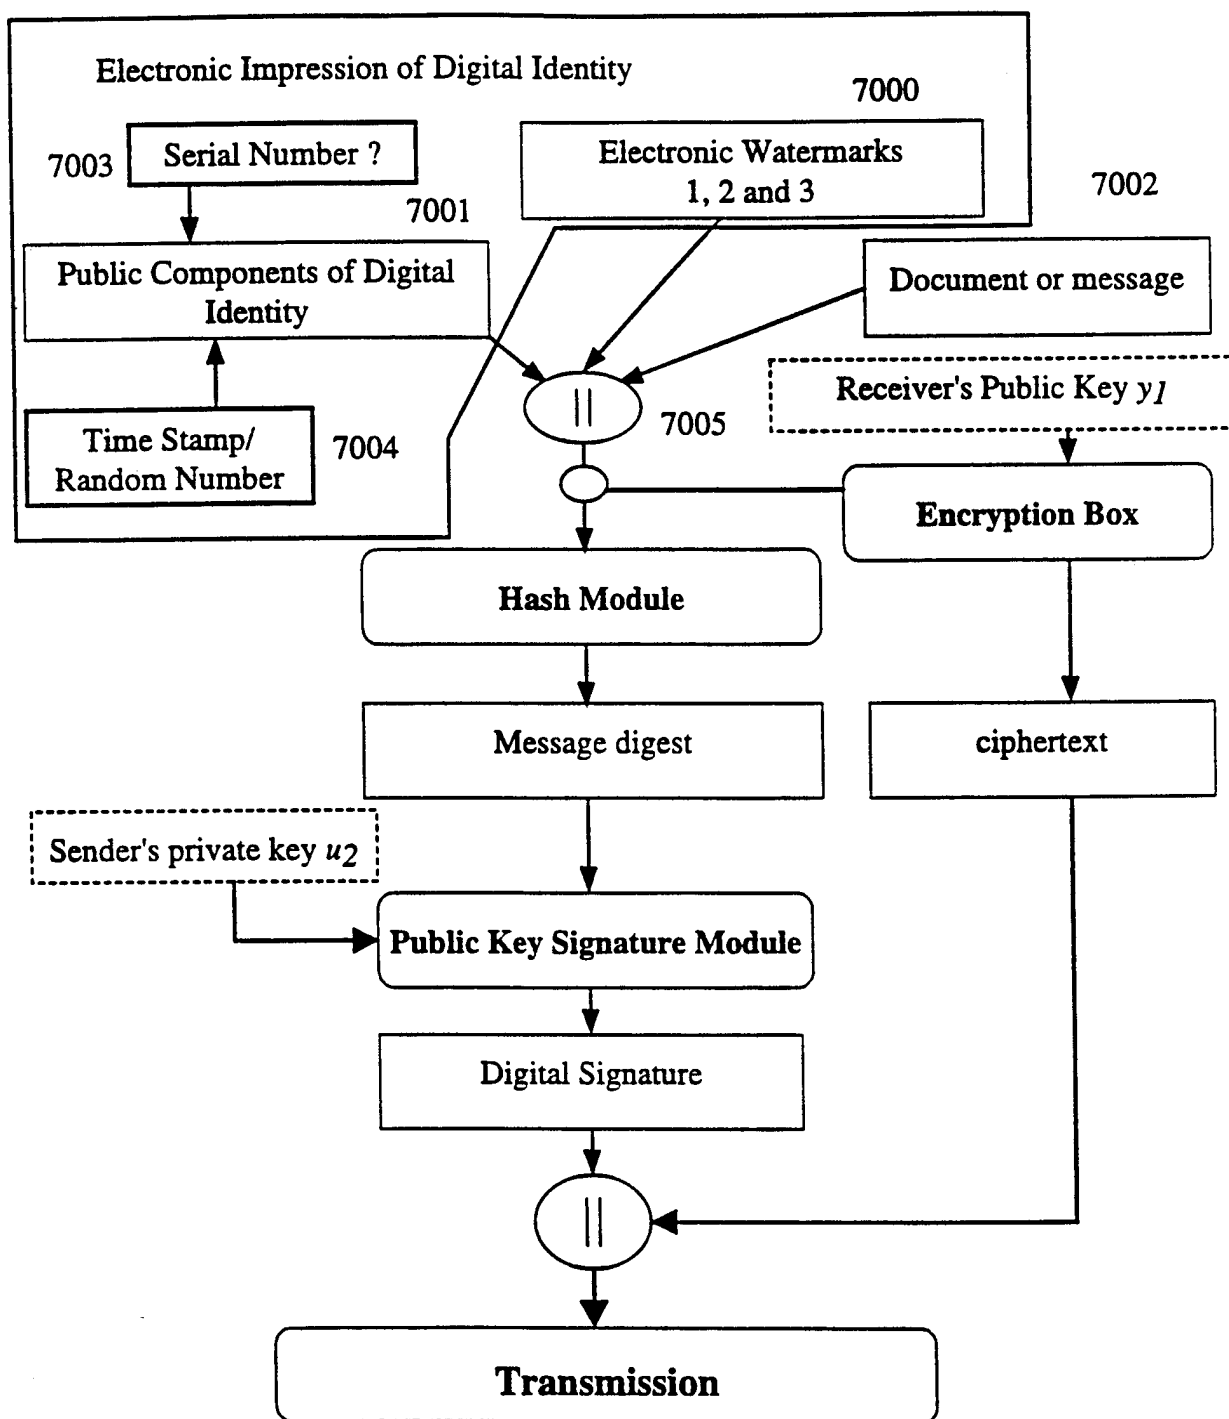 Electronic Impression of Digital Identity
7000
Serial Number ?
7003
Electronic Watermarks
1, 2 and 3
7002
7001
Public Components of Digital
Identity
Document or message
||
7005
Receiver's Public Key y1
Time Stamp/
Random Number
7004
Encryption Box
Hash Module
Message digest
ciphertext
Sender's private key u2
Public Key Signature Module
Digital Signature
||
Transmission